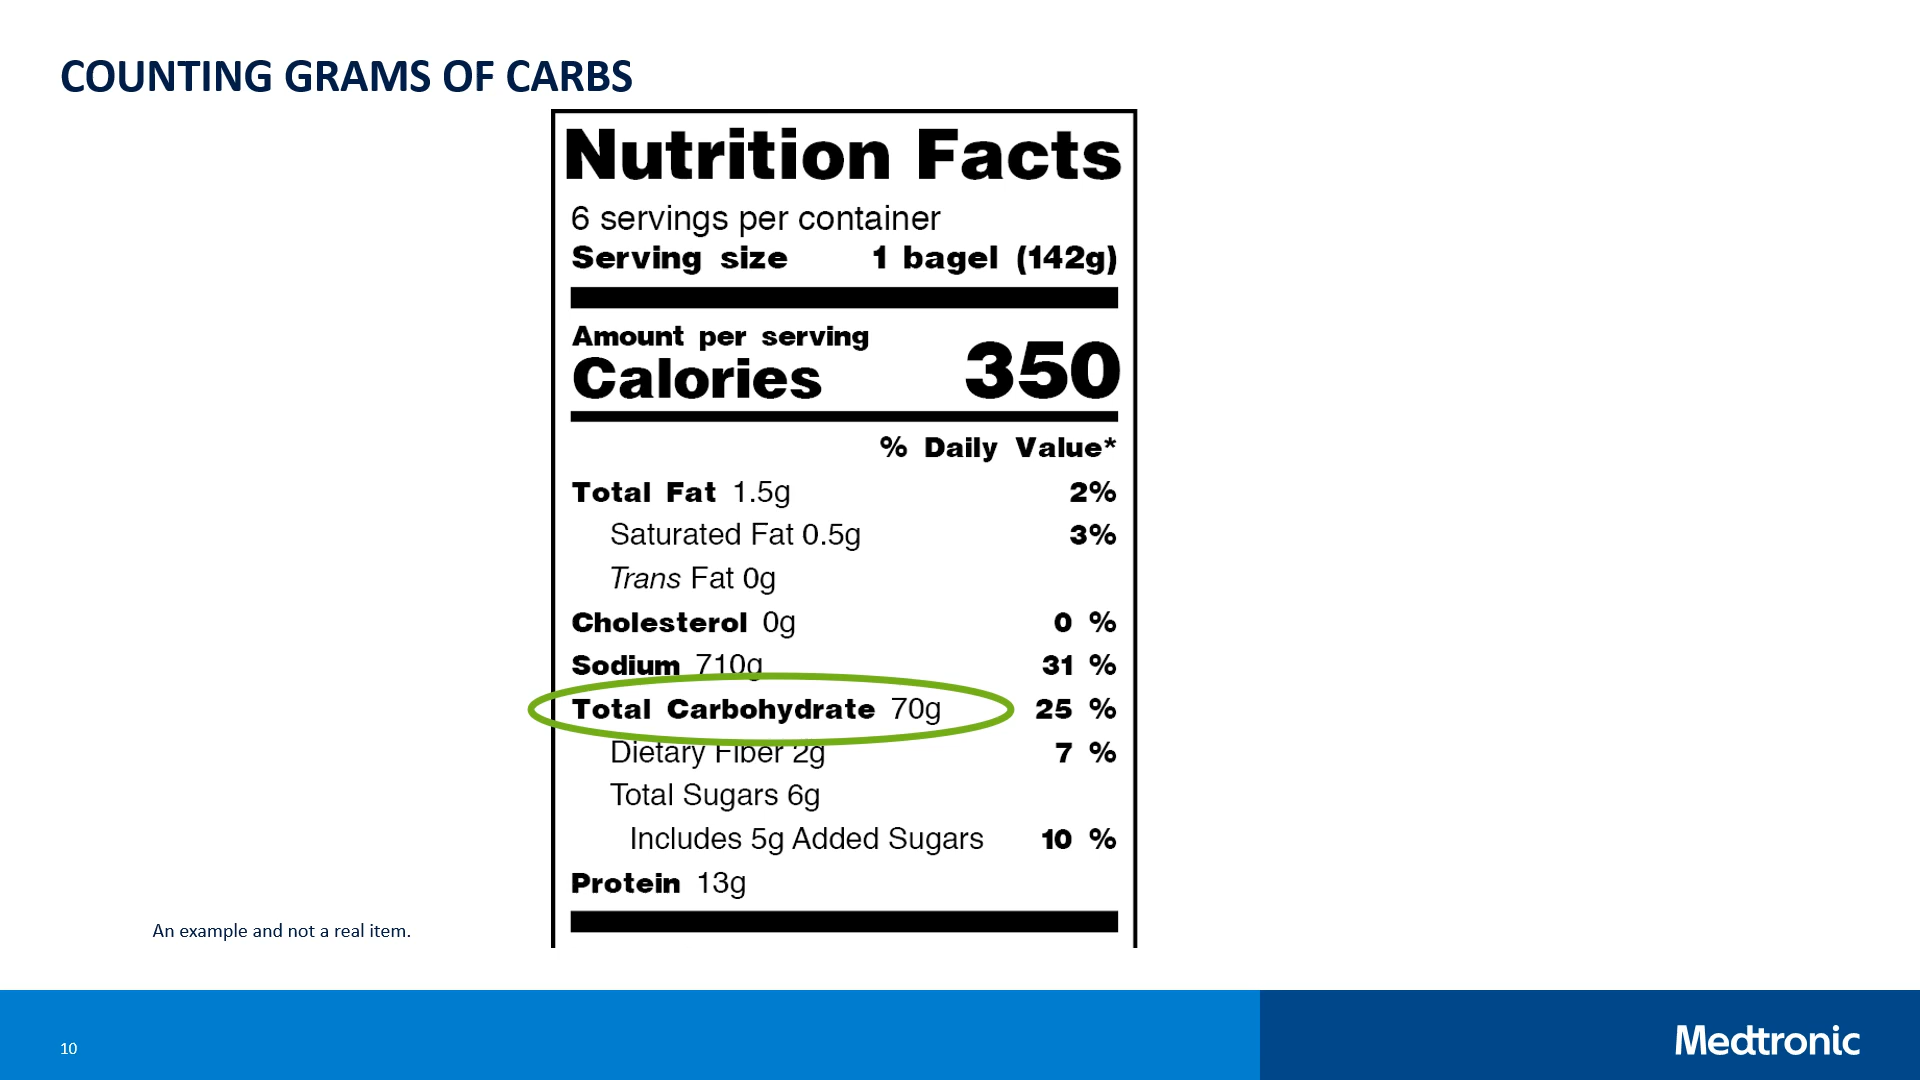 COUNTING GRAMS OF CARBS
Nutrition Facts
6 servings per container
Serving size 1 bagel (142g)
Amount per serving
Calories 350
% Daily Value*
Total Fat 1.5g 2%
Saturated Fat 0.5g 3%
Trans Fat 0g
Cholesterol 0g 0 %
Sodium 710g 31 %
Total Carbohydrate 70g 25 %
Dietary Fiber 2g 7 %
Total Sugars 6g
Includes 5g Added Sugars 10 %
Protein 13g
An example and not a real item.
10
Medtronic